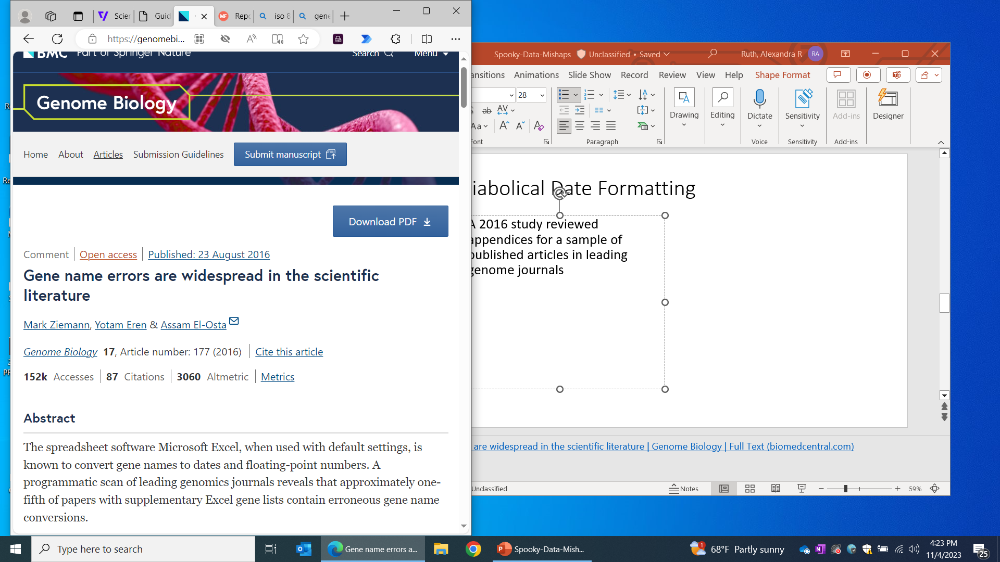 Scien
Guid
Repo
iso 8
gene
https://genomebi...
BMC Part of Springer Nature
Search
Menu
Genome Biology
Home About Articles Submission Guidelines Submit manuscript
Download PDF
Comment Open access Published: 23 August 2016
Gene name errors are widespread in the scientific
literature
Mark Ziemann, Yotam Eren & Assam El-Osta
Genome Biology 17, Article number: 177 (2016) Cite this article
152k Accesses 87 Citations 3060 Altmetric Metrics
Abstract
The spreadsheet software Microsoft Excel, when used with default settings, is
known to convert gene names to dates and floating-point numbers. A
programmatic scan of leading genomics journals reveals that approximately one-
fifth of papers with supplementary Excel gene lists contain erroneous gene name
conversions.
Spooky-Data-Mishaps Unclassified • Saved Ruth, Alexandra R RA
ansitions Animations Slide Show Record Review View Help Shape Format
28
ab AV
Aa A A A
Drawing Editing Dictate Sensitivity Add-ins Designer
Font Paragraph Voice Sensitivity Add-ins
iabolical Date Formatting
A 2016 study reviewed
appendices for a sample of
published articles in leading
genome journals
are widespread in the scientific literature | Genome Biology | Full Text (biomedcentral.com)
Unclassified Notes 59%
Type here to search
Gene name errors a...
Spooky-Data-Mish...
68°F Partly sunny
4:23 PM
11/4/2023
25